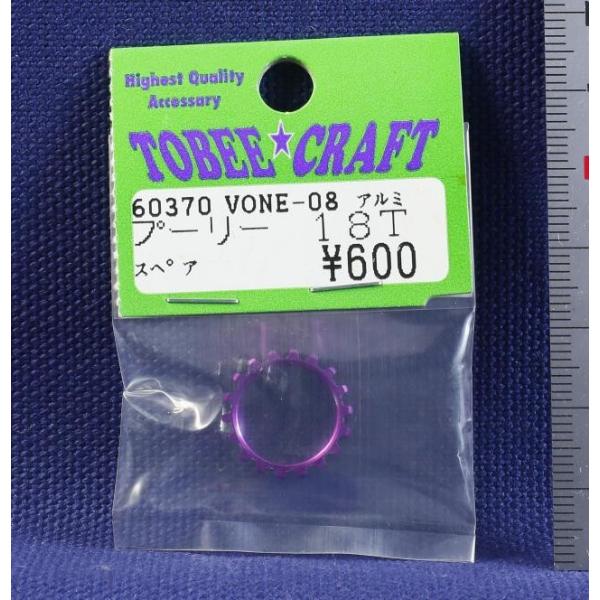 Highest Quality
Accessary
TOBEE★CRAFT
60370 VONE-08 アルミ
プーリー 18T
スペア ¥600